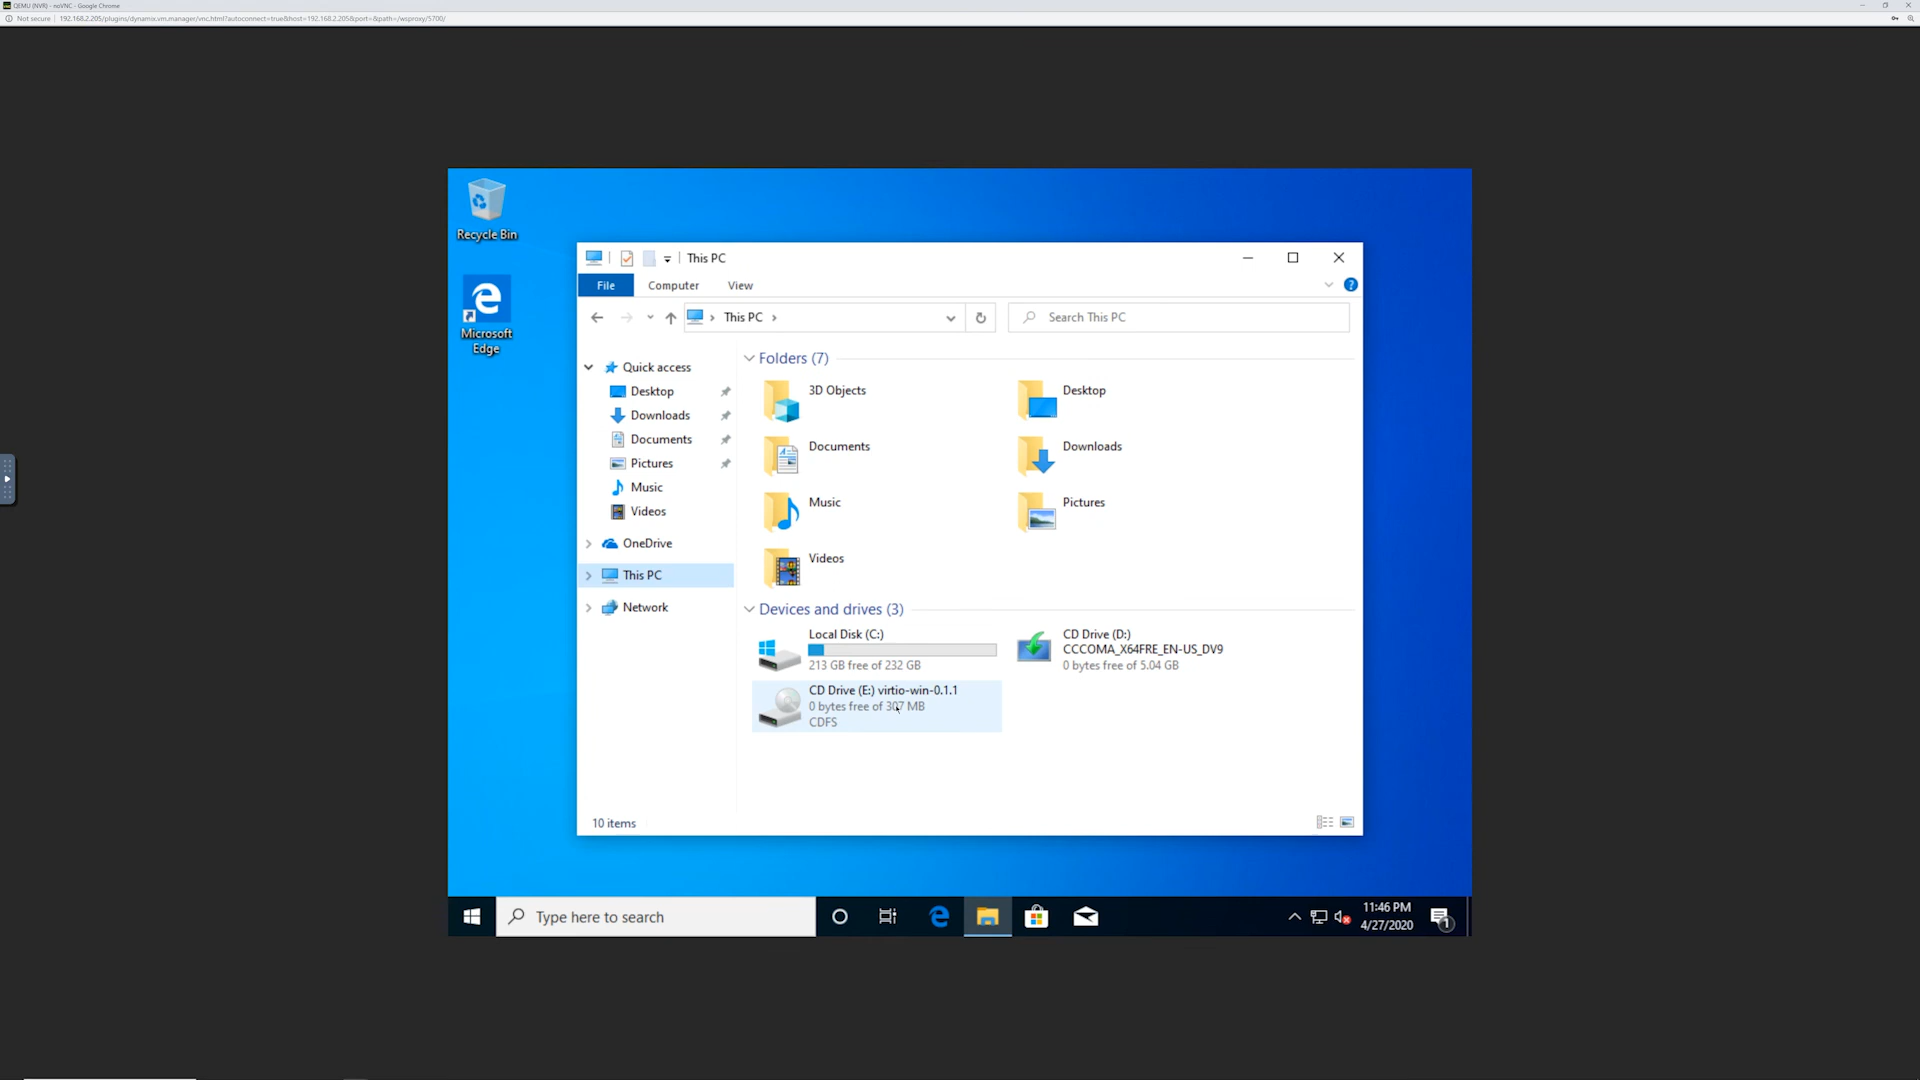 QEMU (NVR) - noVNC - Google Chrome
Not secure | 192.168.2.205/plugins/dynamix.vm.manager/vnc.html?autoconnect=true&host=192.168.2.205&port=&path=/wsproxy/5700/
Recycle Bin
Microsoft
Edge
This PC
File
Computer
View
This PC
Search This PC
Quick access
Desktop
Downloads
Documents
Pictures
Music
Videos
OneDrive
This PC
Network
Folders (7)
3D Objects
Desktop
Documents
Downloads
Music
Pictures
Videos
Devices and drives (3)
Local Disk (C:)
213 GB free of 232 GB
CD Drive (D:)
CCCOMA_X64FRE_EN-US_DV9
0 bytes free of 5.04 GB
CD Drive (E:) virtio-win-0.1.1
0 bytes free of 307 MB
CDFS
10 items
Type here to search
11:46 PM
4/27/2020
1